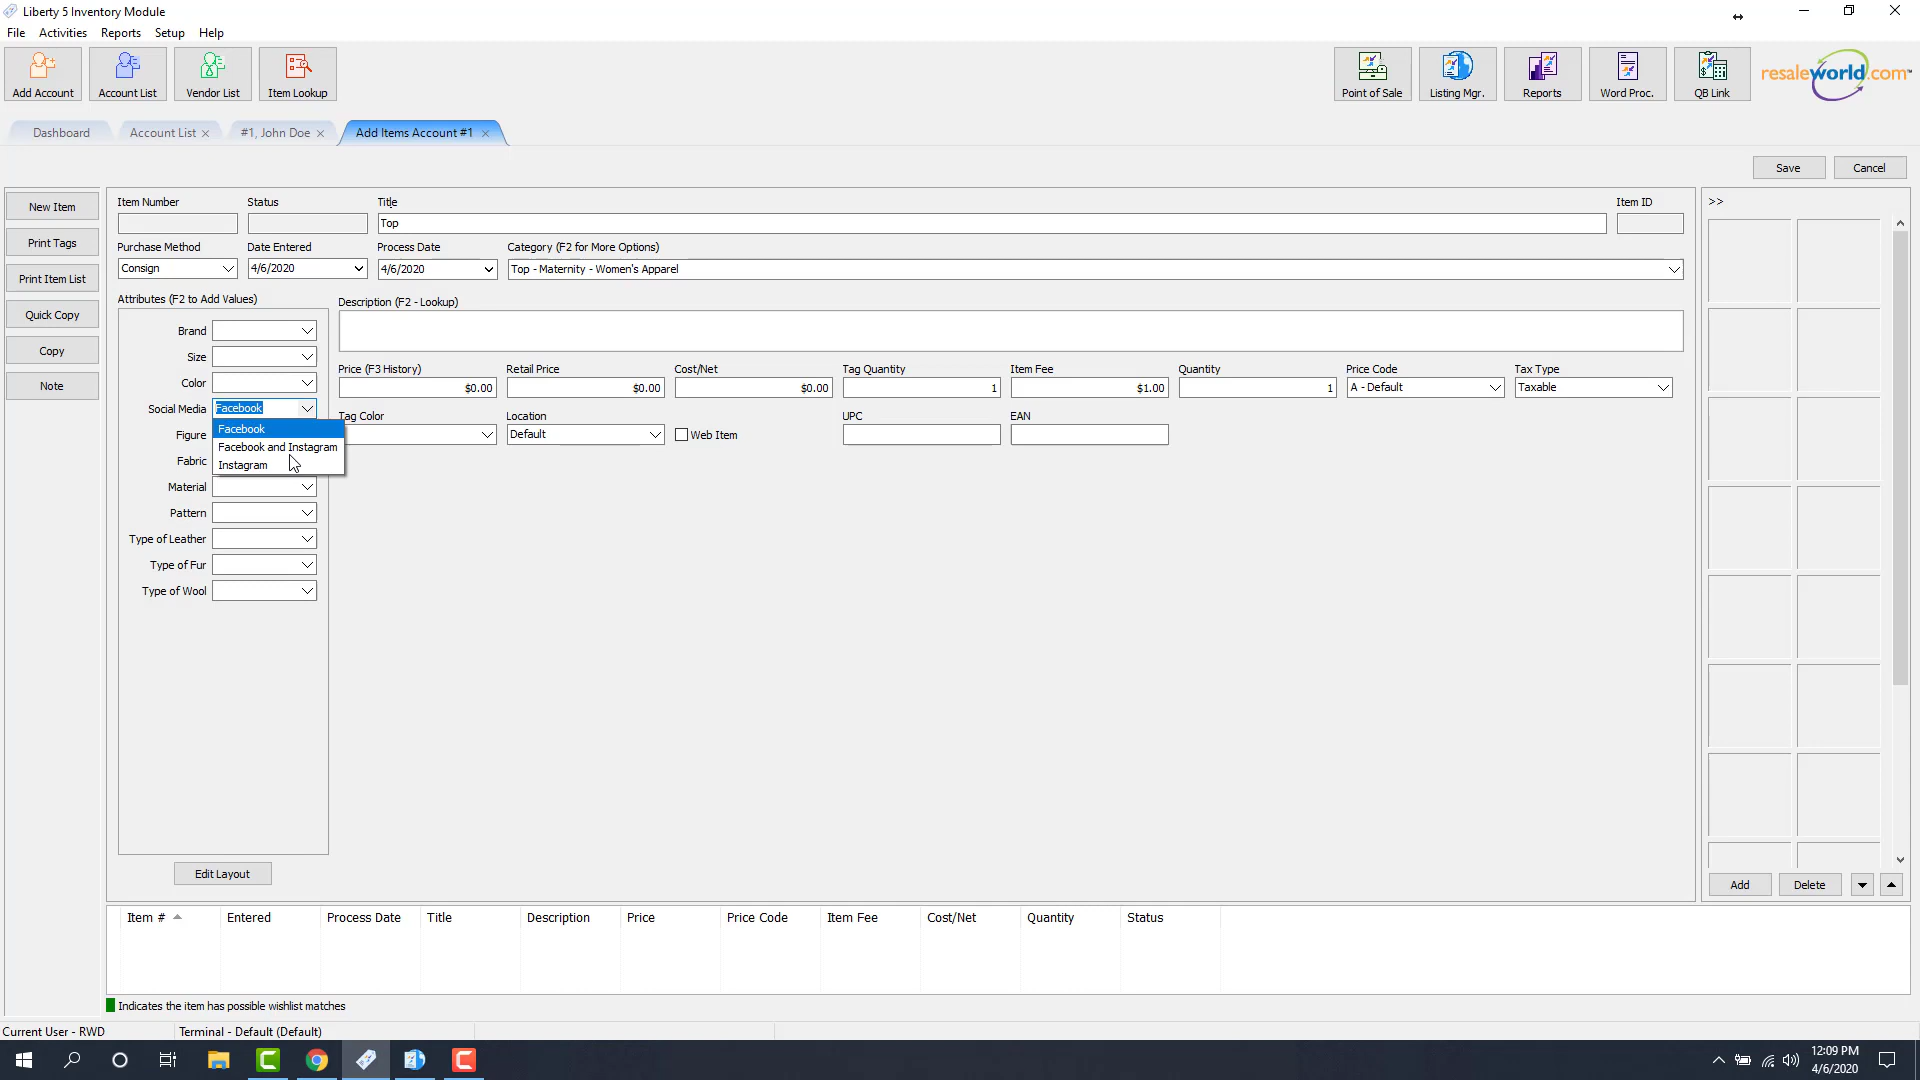 Liberty 5 Inventory Module
File Activities Reports Setup Help
Add Account Account List Vendor List Item Lookup Point of Sale Listing Mgr. Reports Word Proc. QB Link resaleworld.com™
Dashboard Account List #1, John Doe Add Items Account #1
Save Cancel
New Item
Print Tags
Print Item List
Quick Copy
Copy
Note
Item Number Status Title Item ID
Top
Purchase Method Date Entered Process Date Category (F2 for More Options)
Consign 4/6/2020 4/6/2020 Top - Maternity - Women's Apparel
Attributes (F2 to Add Values) Description (F2 - Lookup)
Brand
Size
Color
Social Media Facebook
Facebook
Facebook and Instagram
Instagram
Figure
Fabric
Material
Pattern
Type of Leather
Type of Fur
Type of Wool
Price (F3 History) Retail Price Cost/Net Tag Quantity Item Fee Quantity Price Code Tax Type
$0.00 $0.00 $0.00 1 $1.00 1 A - Default Taxable
Tag Color Location UPC EAN
Default Web Item
Edit Layout
>>
Add Delete
Item # Entered Process Date Title Description Price Price Code Item Fee Cost/Net Quantity Status
Indicates the item has possible wishlist matches
Current User - RWD Terminal - Default (Default)
12:09 PM
4/6/2020